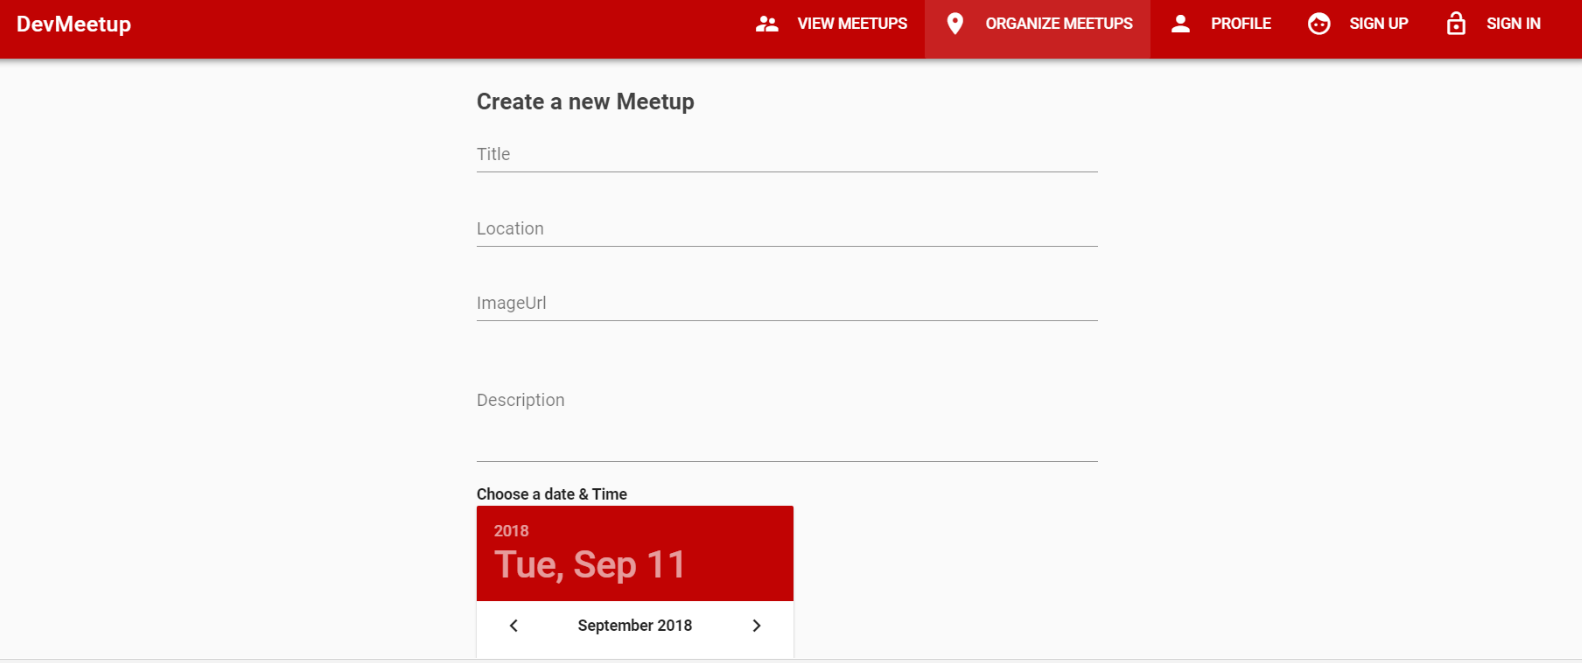 DevMeetup VIEW MEETUPS ORGANIZE MEETUPS PROFILE SIGN UP SIGN IN
Create a new Meetup
Title
Location
ImageUrl
Description
Choose a date & Time
2018
Tue, Sep 11
September 2018